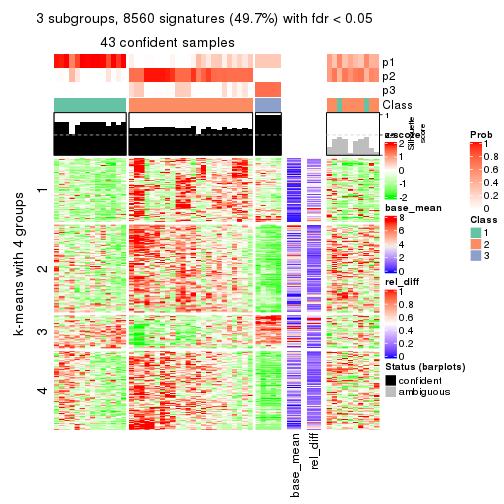 3 subgroups, 8560 signatures (49.7%) with fdr < 0.05
43 confident samples
p1
p2
p3
Class
1
0.5
Silhouette
score
k-means with 4 groups
1
2
3
4
base_mean
rel_diff
z-score
2
1
0
-1
-2
base_mean
8
6
4
2
0
rel_diff
1
0.8
0.6
0.4
0.2
0
Status (barplots)
confident
ambiguous
Prob
1
0.8
0.6
0.4
0.2
0
Class
1
2
3